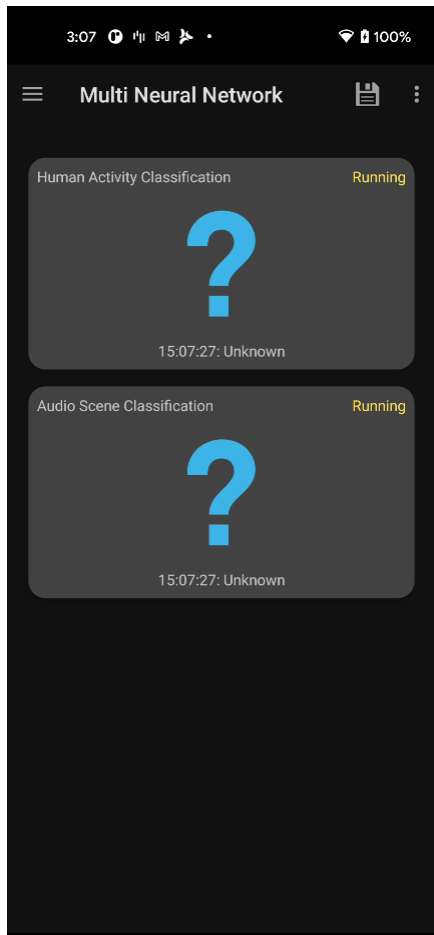 3:07 100%
Multi Neural Network
Human Activity Classification Running
?
15:07:27: Unknown
Audio Scene Classification Running
?
15:07:27: Unknown